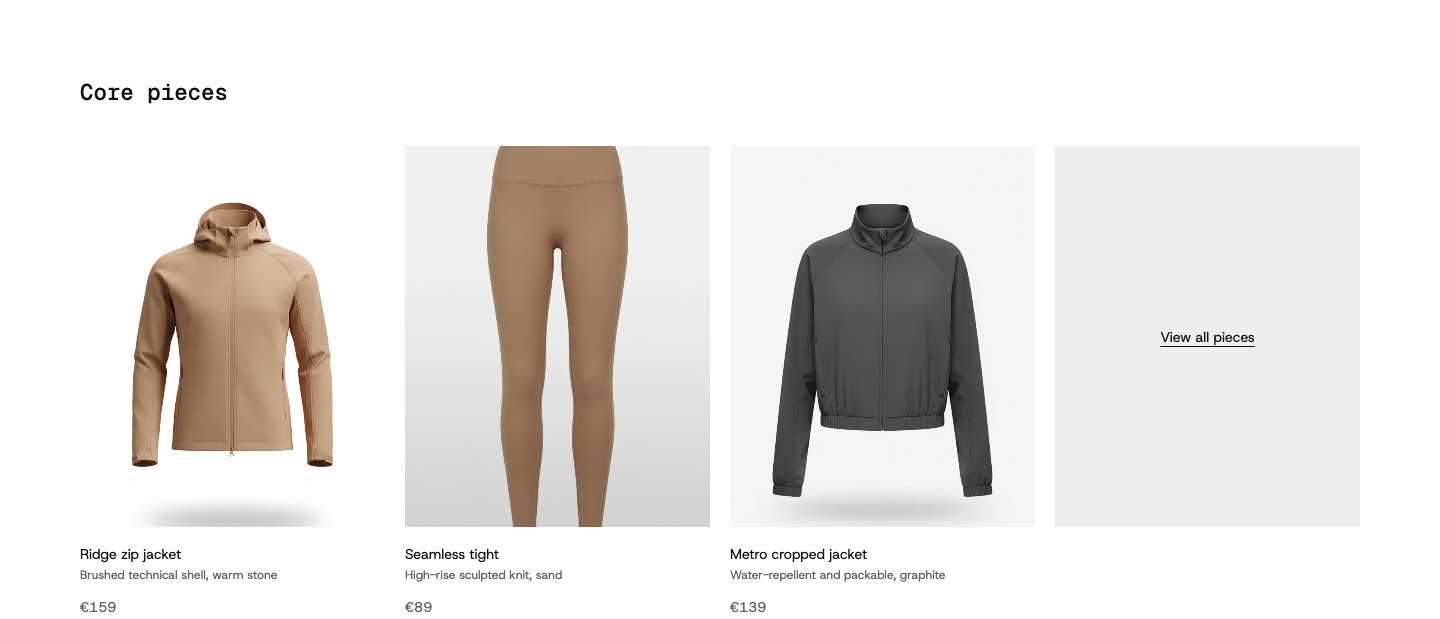 Core pieces
View all pieces
Ridge zip jacket
Brushed technical shell, warm stone
€159
Seamless tight
High-rise sculpted knit, sand
€89
Metro cropped jacket
Water-repellent and packable, graphite
€139